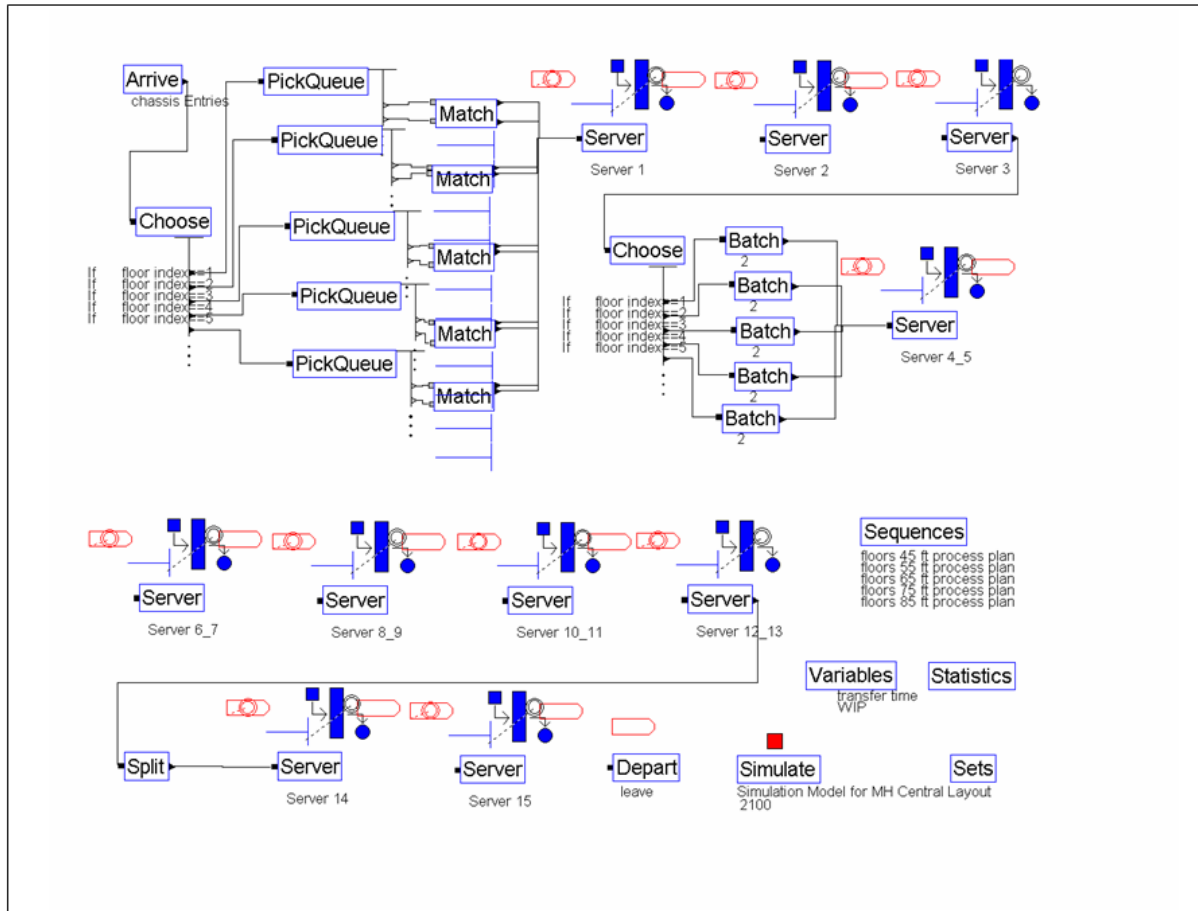 Arrive
chassis Entries
PickQueue
PickQueue
PickQueue
PickQueue
PickQueue
Match
Match
Match
Match
Match
Choose
If floor index==1
If floor index==2
If floor index==3
If floor index==4
If floor index==5
Server
Server 1
Server
Server 2
Server
Server 3
Choose
If floor index==1
If floor index==2
If floor index==3
If floor index==4
If floor index==5
Batch
2
Batch
2
Batch
2
Batch
2
Batch
2
Server
Server 4_5
Server
Server 6_7
Server
Server 8_9
Server
Server 10_11
Server
Server 12_13
Sequences
floors 45 ft process plan
floors 55 ft process plan
floors 65 ft process plan
floors 75 ft process plan
floors 85 ft process plan
Variables
transfer time
WIP
Statistics
Split
Server
Server 14
Server
Server 15
Depart
leave
Simulate
Simulation Model for MH Central Layout
2100
Sets